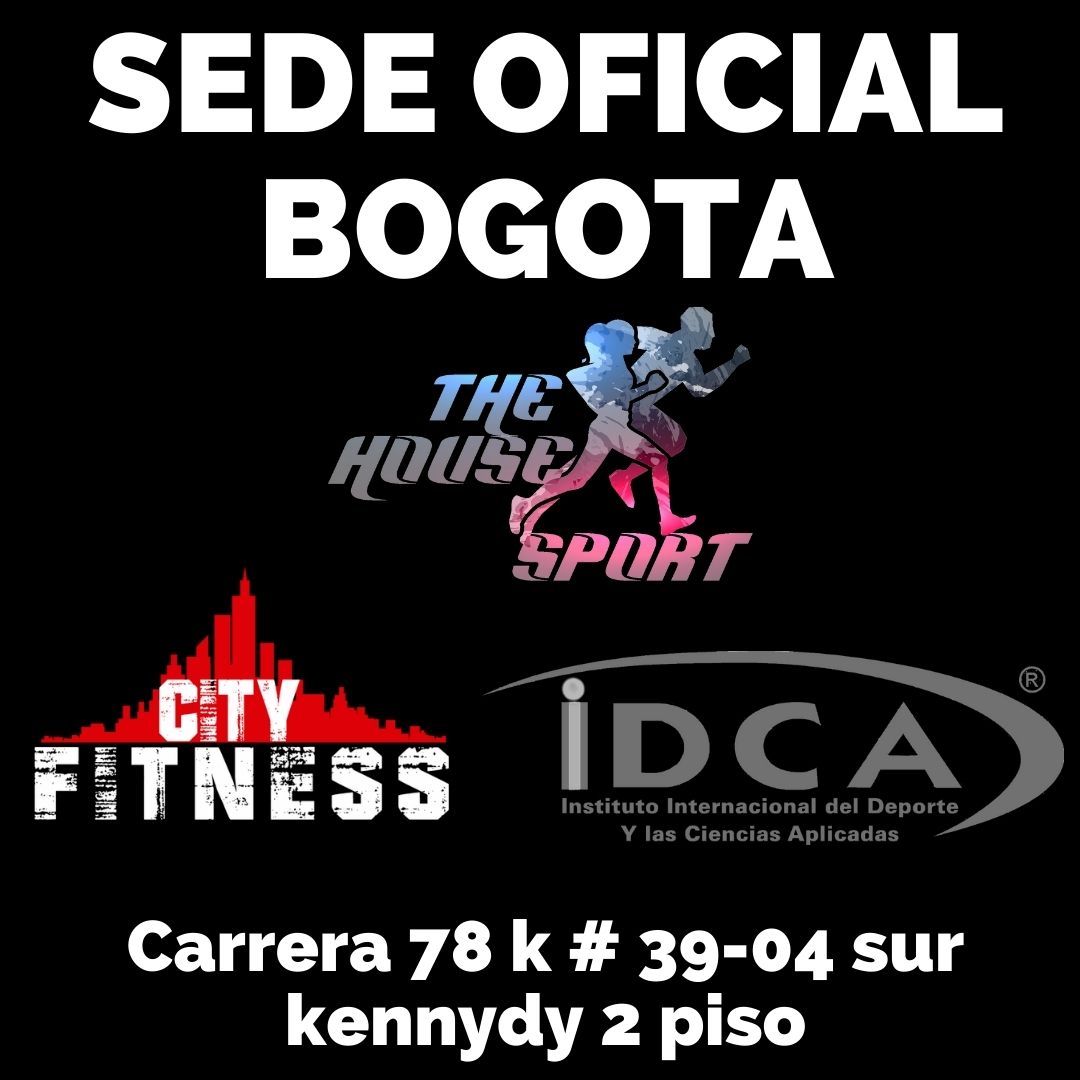 SEDE OFICIAL
BOGOTA
THE
HOUSE
SPORT
CITY
FITNESS
iDCA ®
Instituto Internacional del Deporte
Y las Ciencias Aplicadas
Carrera 78 k # 39-04 sur
kennydy 2 piso